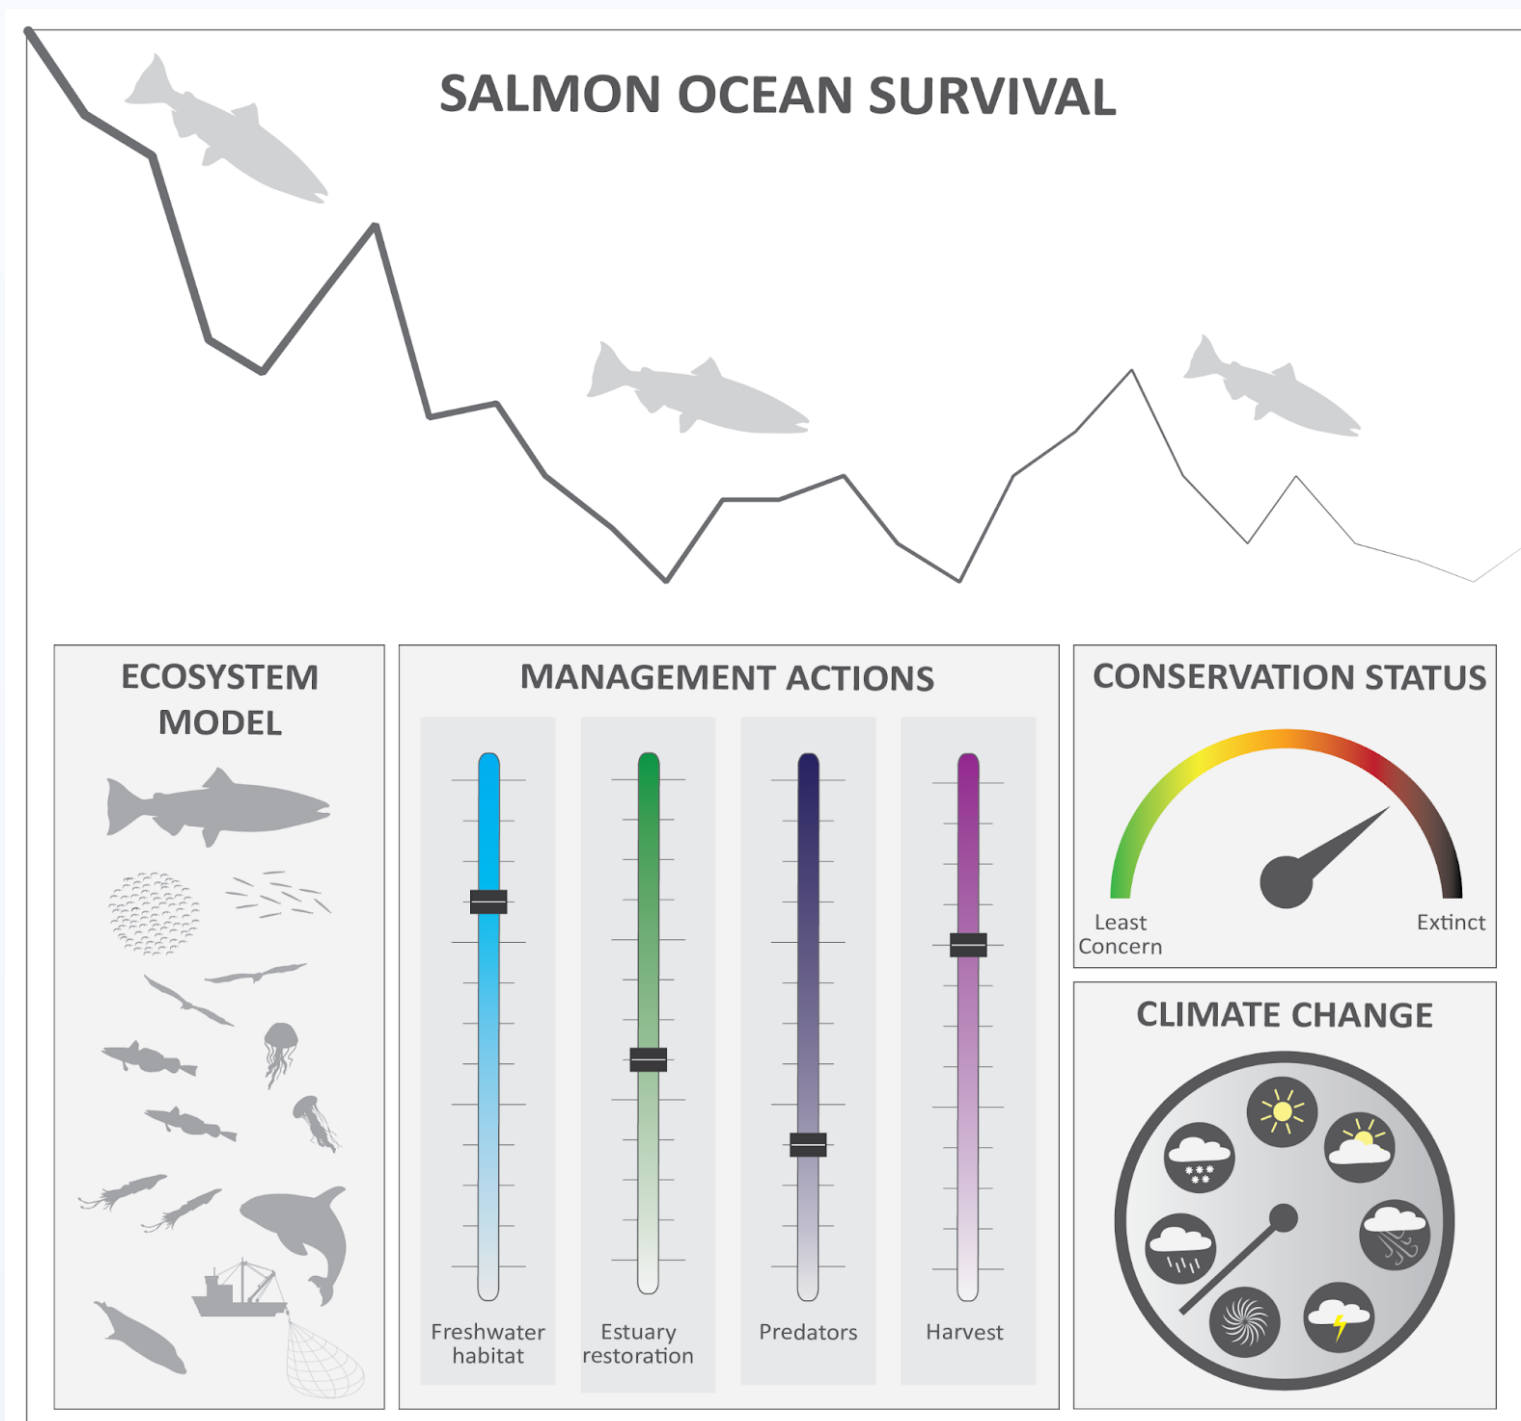 SALMON OCEAN SURVIVAL
ECOSYSTEM
MODEL
MANAGEMENT ACTIONS
Freshwater
habitat
Estuary
restoration
Predators
Harvest
CONSERVATION STATUS
Least
Concern
Extinct
CLIMATE CHANGE